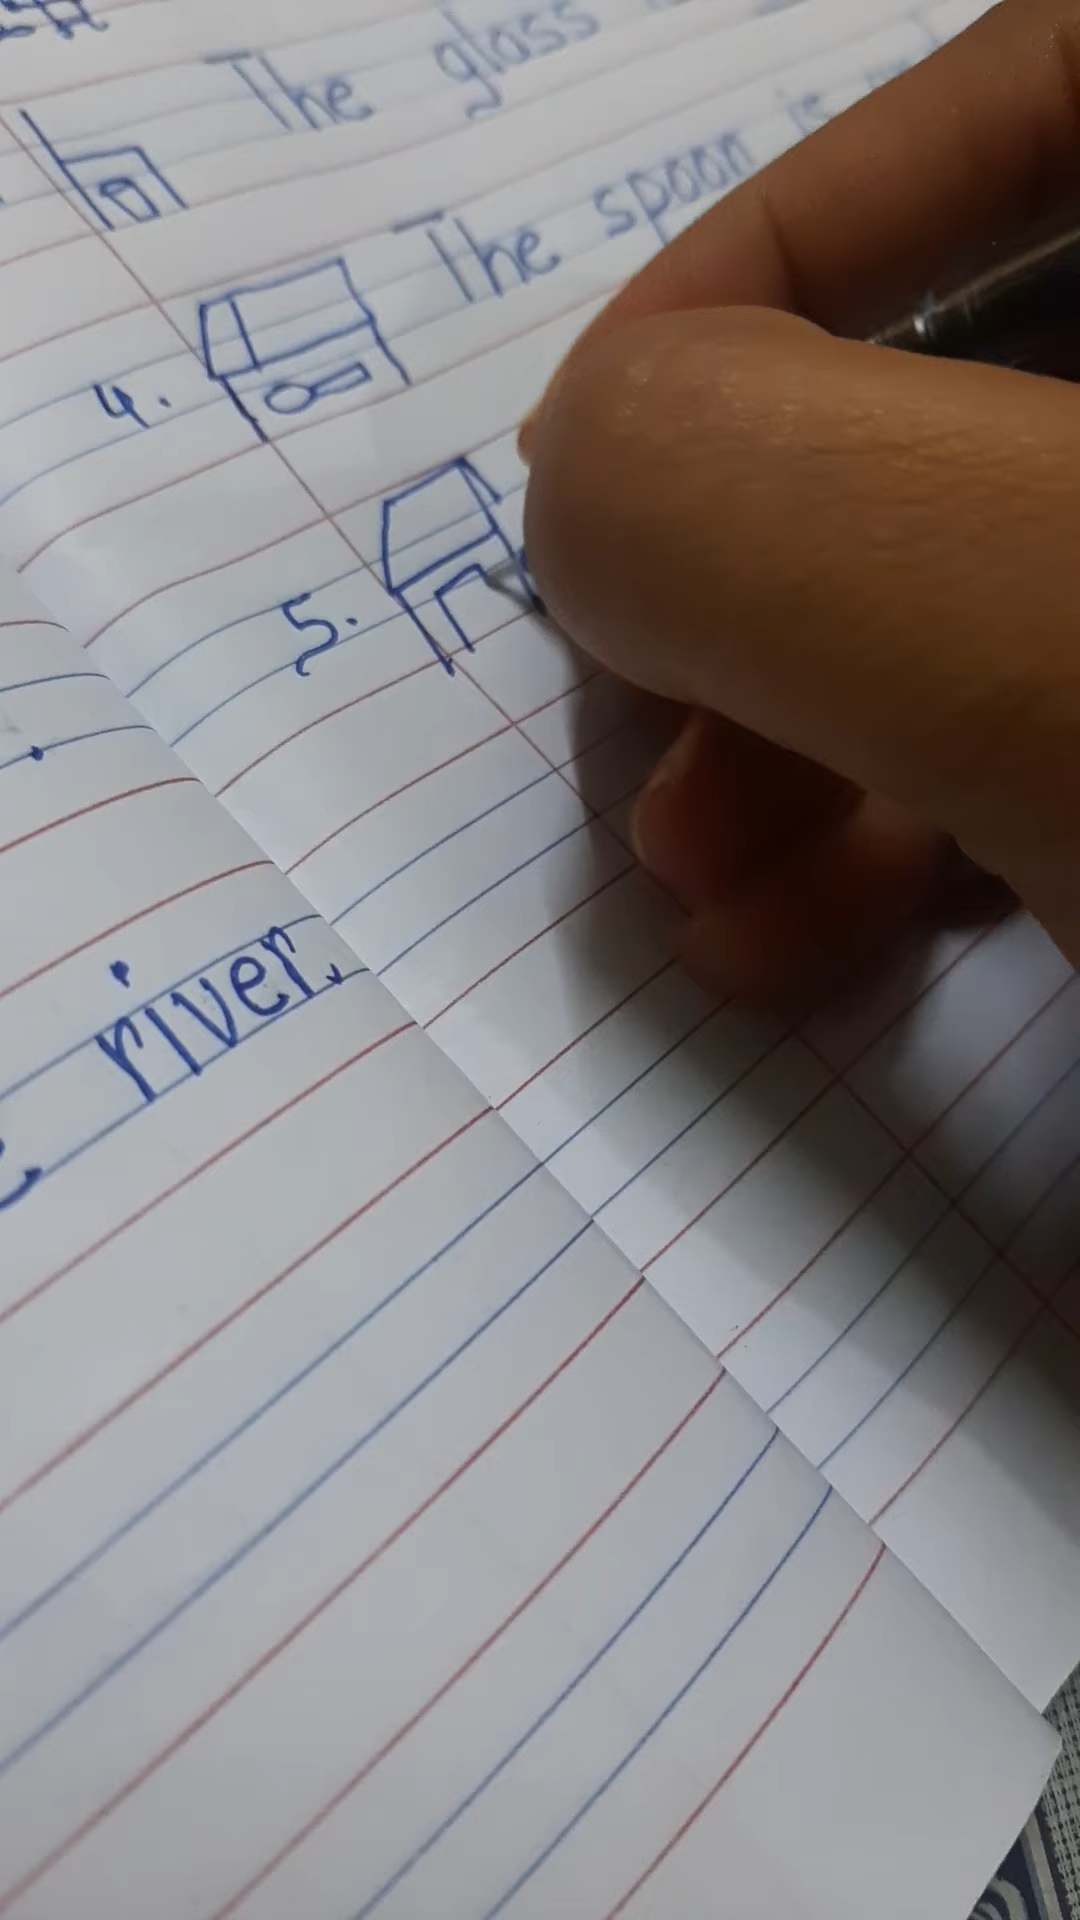 The glass
The spoon is
4.
5.
river.